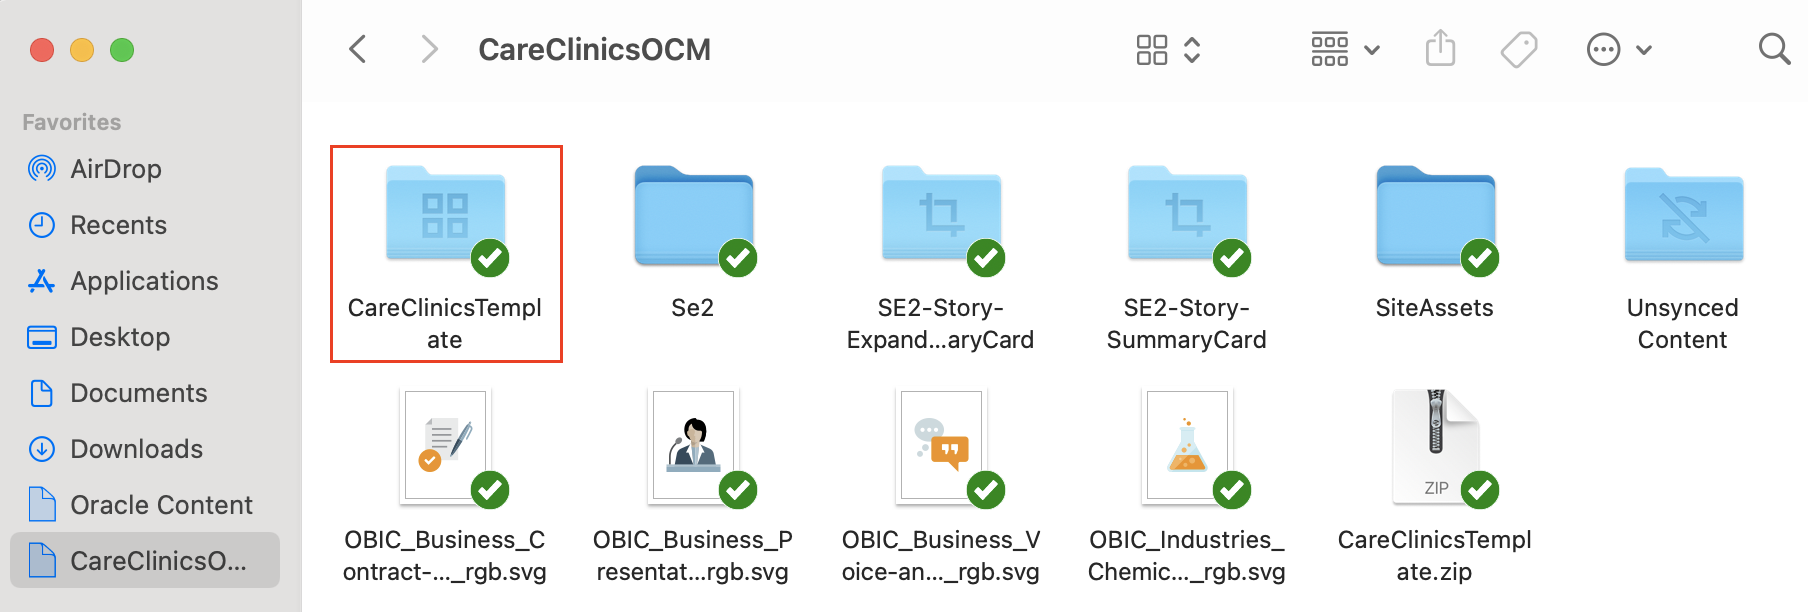 CareClinicsOCM
Favorites
AirDrop
Recents
Applications
Desktop
Documents
Downloads
Oracle Content
CareClinicsO...
CareClinicsTempl
ate
Se2
SE2-Story-
Expand...aryCard
SE2-Story-
SummaryCard
SiteAssets
Unsynced
Content
OBIC_Business_C
ontract-..._rgb.svg
OBIC_Business_P
resentat...rgb.svg
OBIC_Business_V
oice-an..._rgb.svg
OBIC_Industries_
Chemic..._rgb.svg
ZIP
CareClinicsTempl
ate.zip